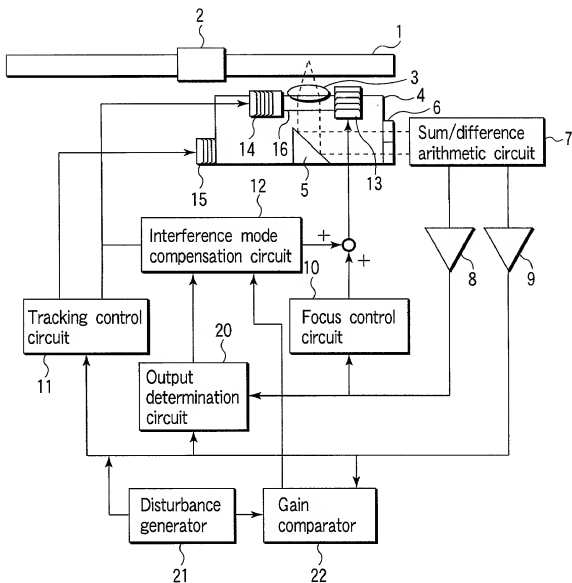 2
1
3
4
6
14
16
13
Sum/difference
arithmetic circuit
7
15
5
12
Interference mode
compensation circuit
+
+
8
9
10
Tracking control
circuit
11
Focus control
circuit
20
Output
determination
circuit
Disturbance
generator
21
Gain
comparator
22